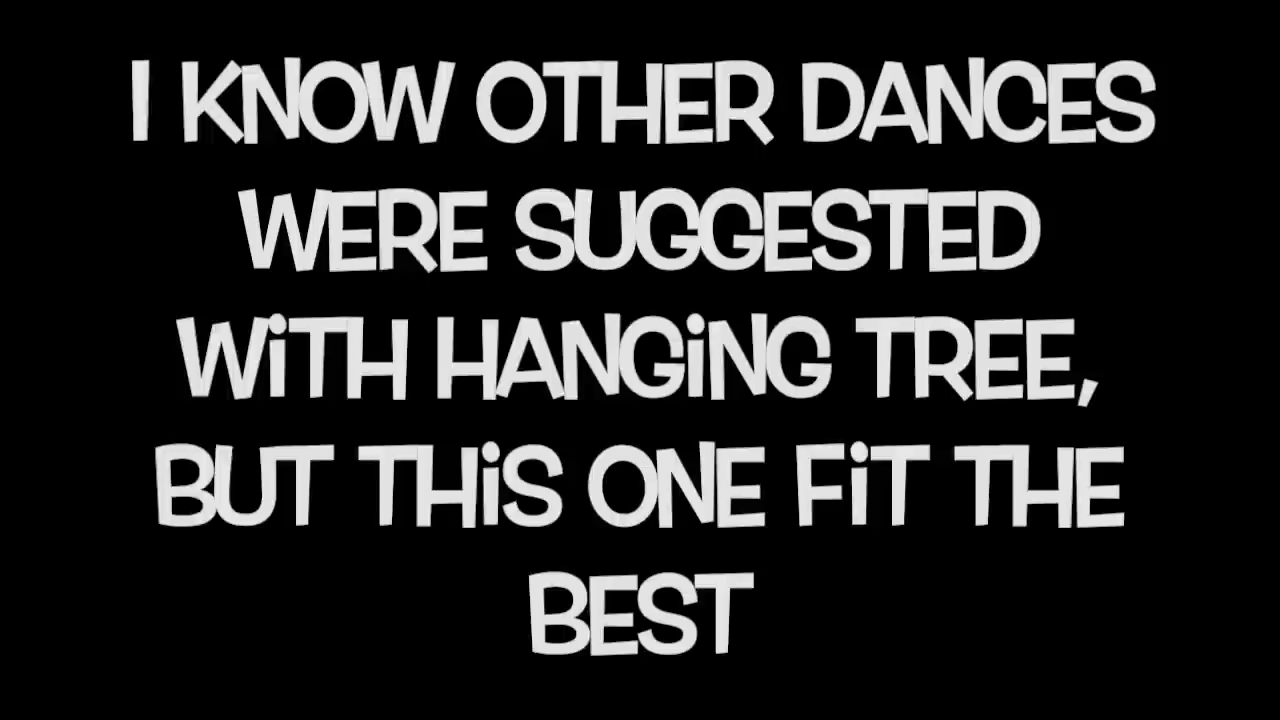 I KNOW OTHER DANCES
WERE SUGGESTED
WiTH HANGiNG TREE,
BUT THiS ONE FiT THE
BEST